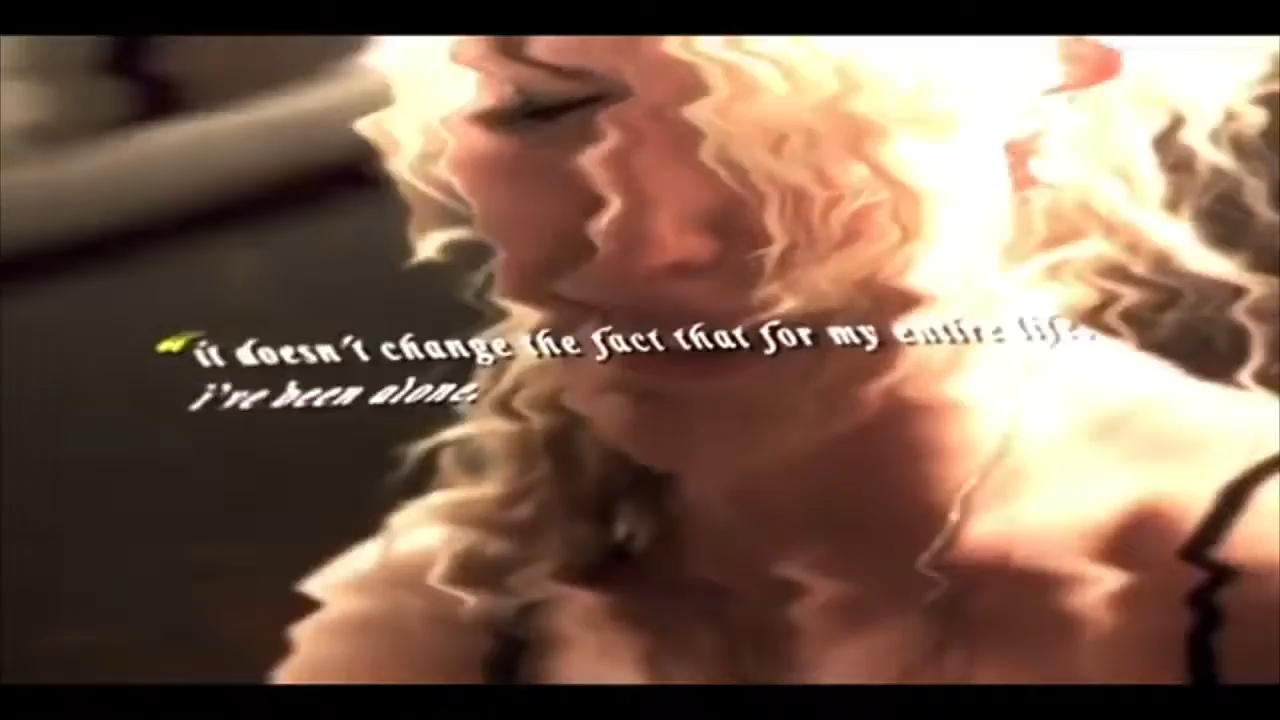 “it doesn't change the fact that for my entire life,
i've been alone.